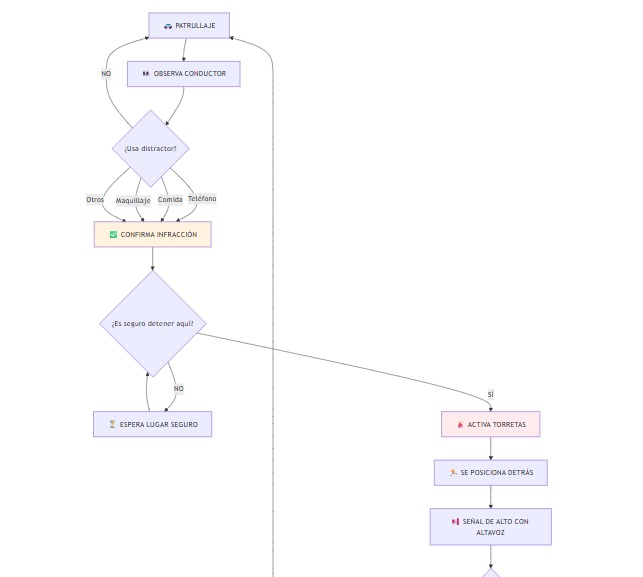 PATRULLAJE
NO
OBSERVA CONDUCTOR
¿Usa distractor?
Otros
Maquillaje
Comida
Teléfono
CONFIRMA INFRACCIÓN
¿Es seguro detener aquí?
NO
SÍ
ESPERA LUGAR SEGURO
ACTIVA TORRETAS
SE POSICIONA DETRÁS
SEÑAL DE ALTO CON
ALTAVOZ